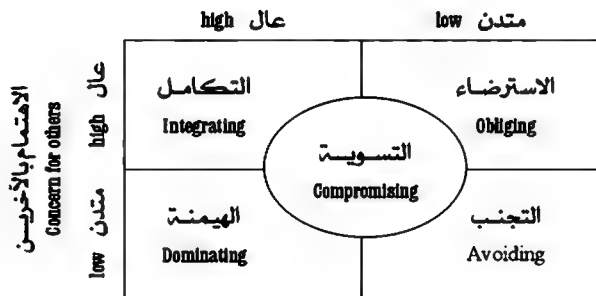 high عال
low متدن
الاهتمام بالآخرين
Concern for others
high عال
low متدن
التكامل
Integrating
الاسترضاء
Obliging
التسوية
Compromising
الهيمنة
Dominating
التجنب
Avoiding